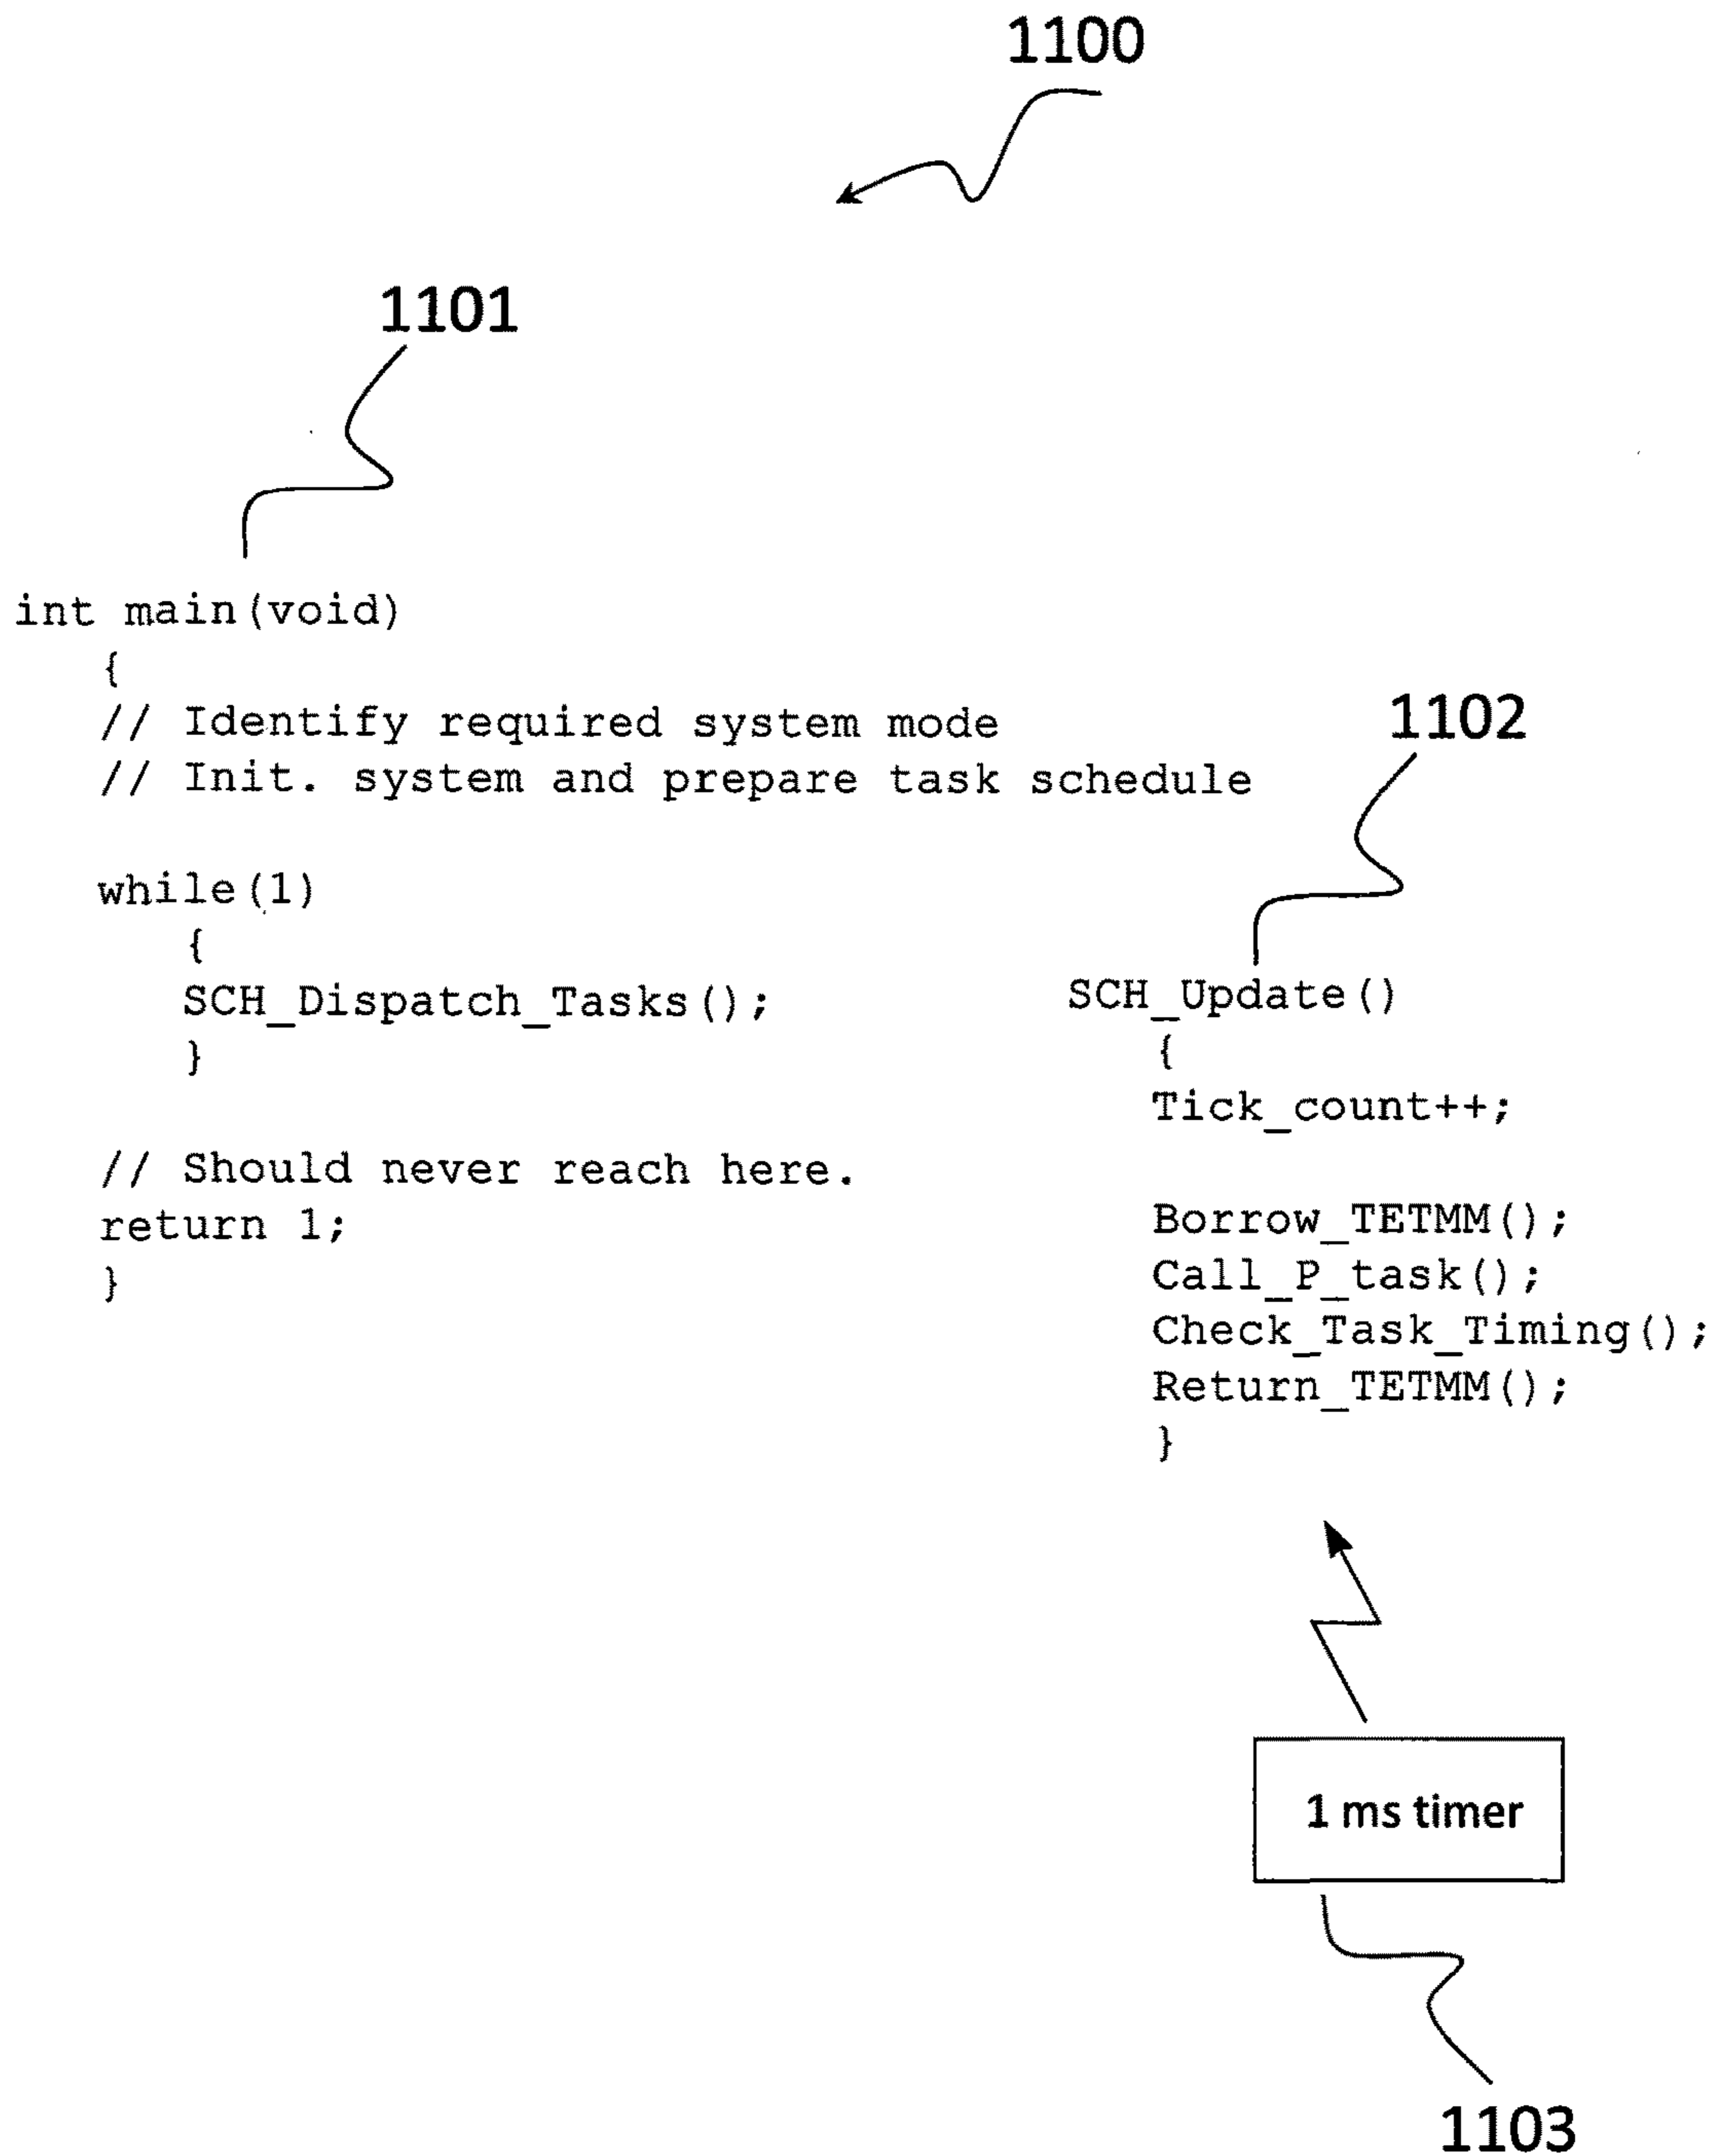 1100
1101
int main(void)
{
// Identify required system mode
// Init. system and prepare task schedule
while(1)
{
SCH_Dispatch_Tasks();
}
// Should never reach here.
return 1;
}
1102
SCH_Update()
{
Tick_count++;
Borrow_TETMM();
Call_P_task();
Check_Task_Timing();
Return_TETMM();
}
1 ms timer
1103